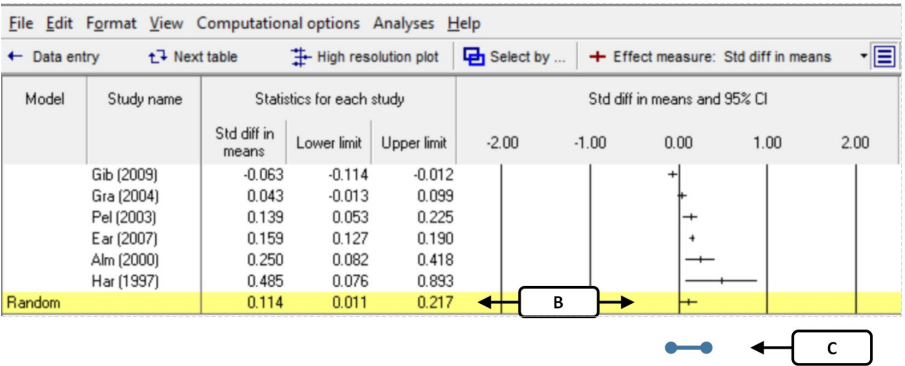 File Edit Format View Computational options Analyses Help
← Data entry t⮧ Next table High resolution plot Select by ... + Effect measure: Std diff in means
Model Study name Statistics for each study Std diff in means and 95% CI
Std diff in means Lower limit Upper limit -2.00 -1.00 0.00 1.00 2.00
Gib (2009) -0.063 -0.114 -0.012
Gra (2004) 0.043 -0.013 0.099
Pel (2003) 0.139 0.053 0.225
Ear (2007) 0.159 0.127 0.190
Alm (2000) 0.250 0.082 0.418
Har (1997) 0.485 0.076 0.893
Random 0.114 0.011 0.217 B
C